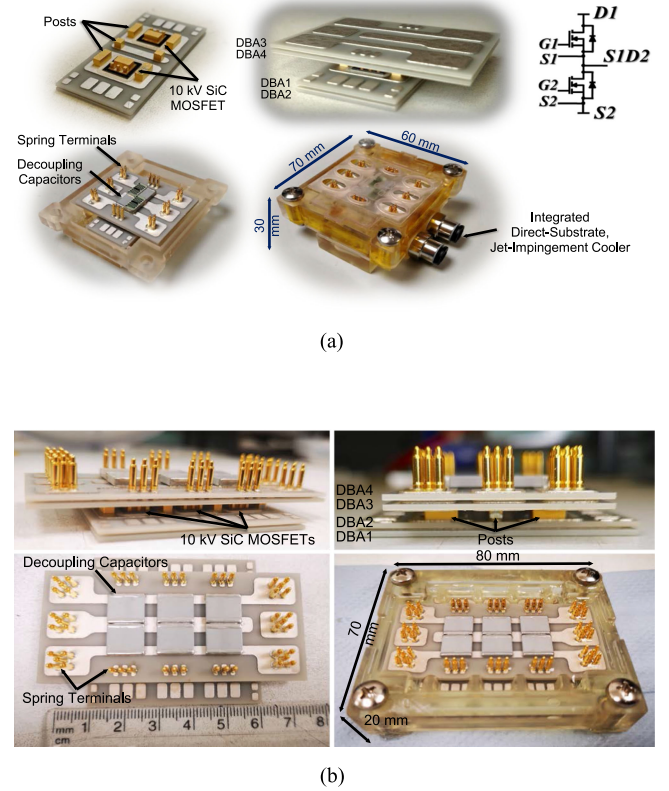 Posts
10 kV SiC
MOSFET
DBA3
DBA4
DBA1
DBA2
D1
G1
S1
S1D2
G2
S2
S2
Spring Terminals
Decoupling
Capacitors
70 mm
60 mm
30
mm
Integrated
Direct-Substrate,
Jet-Impingement Cooler
(a)
10 kV SiC MOSFETs
DBA4
DBA3
DBA2
DBA1
Posts
Decoupling Capacitors
Spring Terminals
mm
cm
1 2 3 4 5 6 7 8
80 mm
70
mm
20 mm
(b)